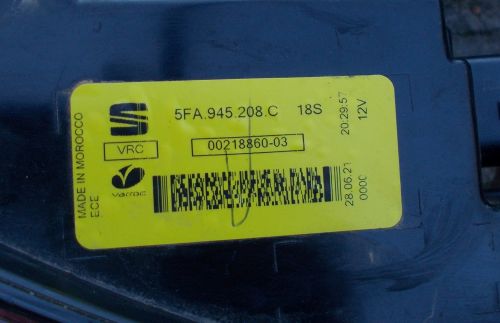 5FA.945.208.C 18S
VRC
00218860-03
varroc
MADE IN MOROCCO
ECE
20:29:57
12V
28.06.21
0000